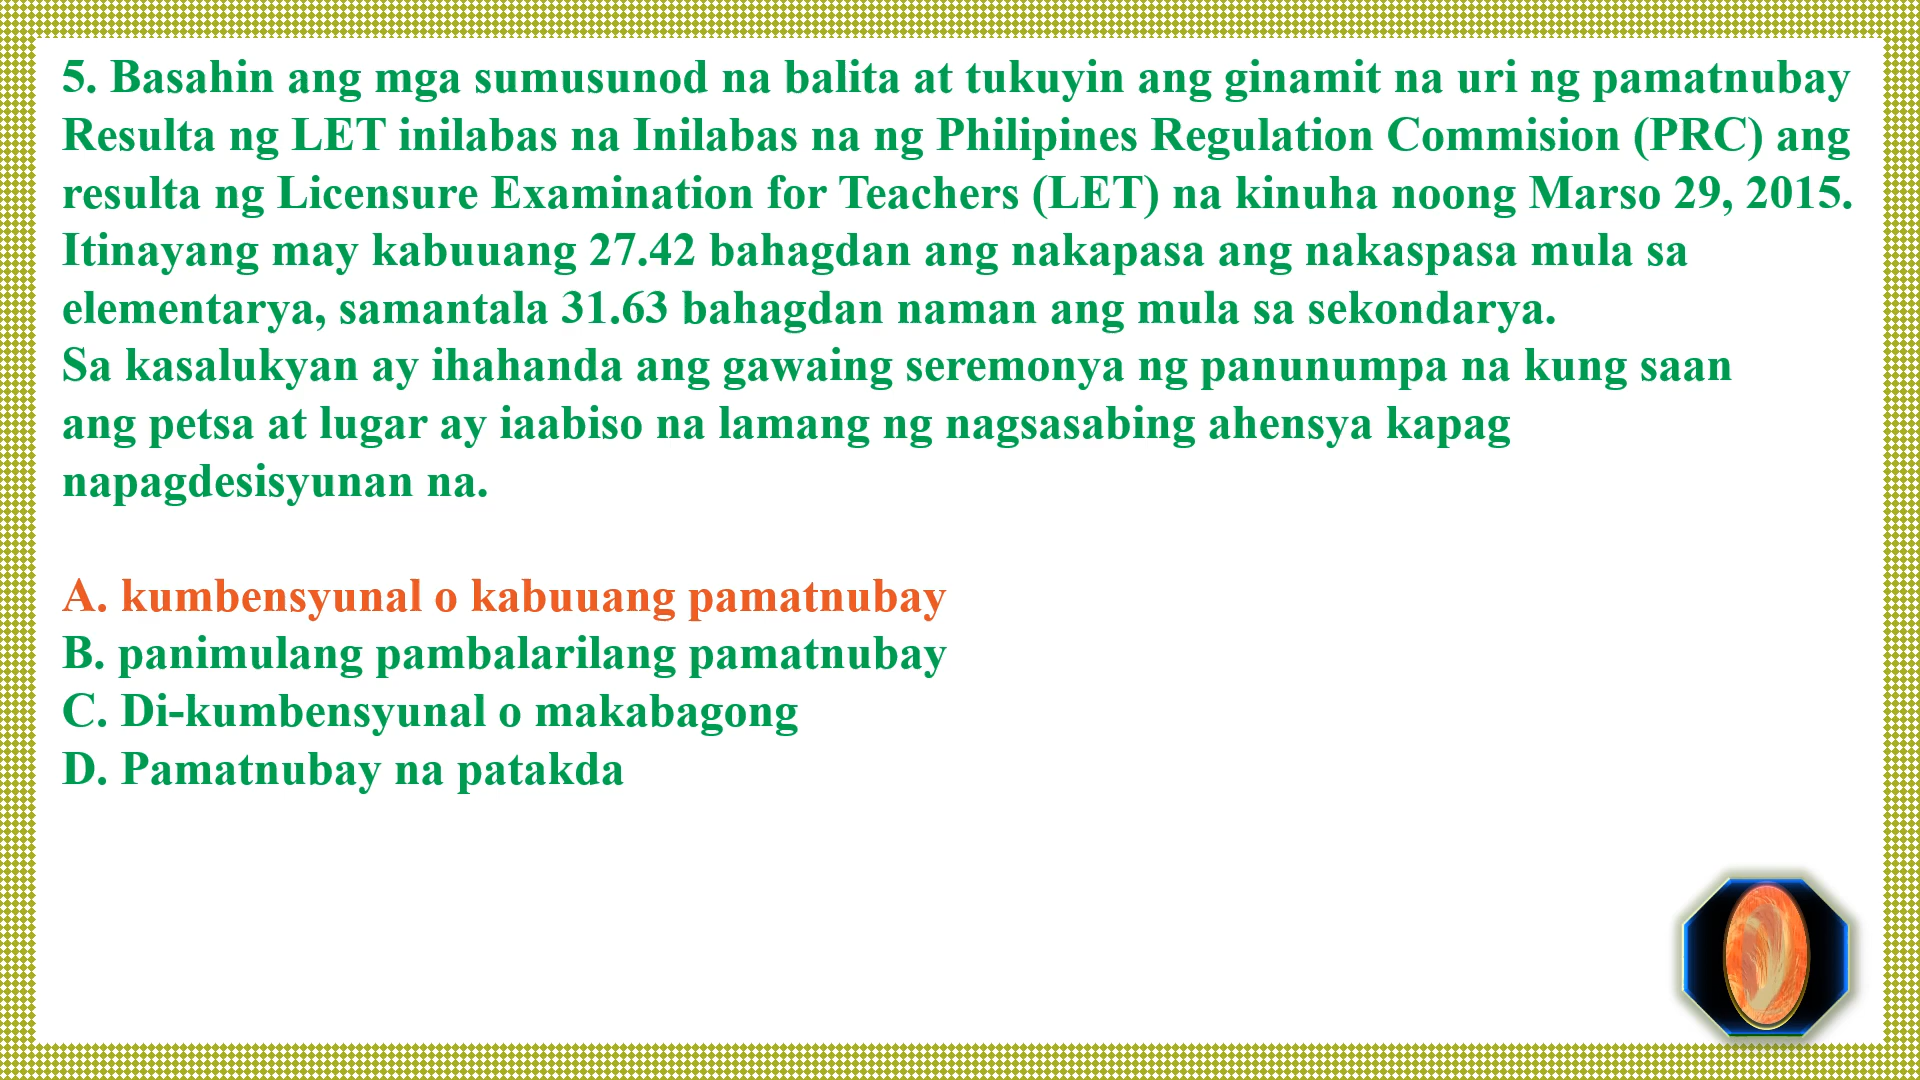 5. Basahin ang mga sumusunod na balita at tukuyin ang ginamit na uri ng pamatnubay
Resulta ng LET inilabas na Inilabas na ng Philipines Regulation Commision (PRC) ang
resulta ng Licensure Examination for Teachers (LET) na kinuha noong Marso 29, 2015.
Itinayang may kabuuang 27.42 bahagdan ang nakapasa ang nakaspasa mula sa
elementarya, samantala 31.63 bahagdan naman ang mula sa sekondarya.
Sa kasalukyan ay ihahanda ang gawaing seremonya ng panunumpa na kung saan
ang petsa at lugar ay iaabiso na lamang ng nagsasabing ahensya kapag
napagdesisyunan na.
A. kumbensyunal o kabuuang pamatnubay
B. panimulang pambalarilang pamatnubay
C. Di-kumbensyunal o makabagong
D. Pamatnubay na patakda